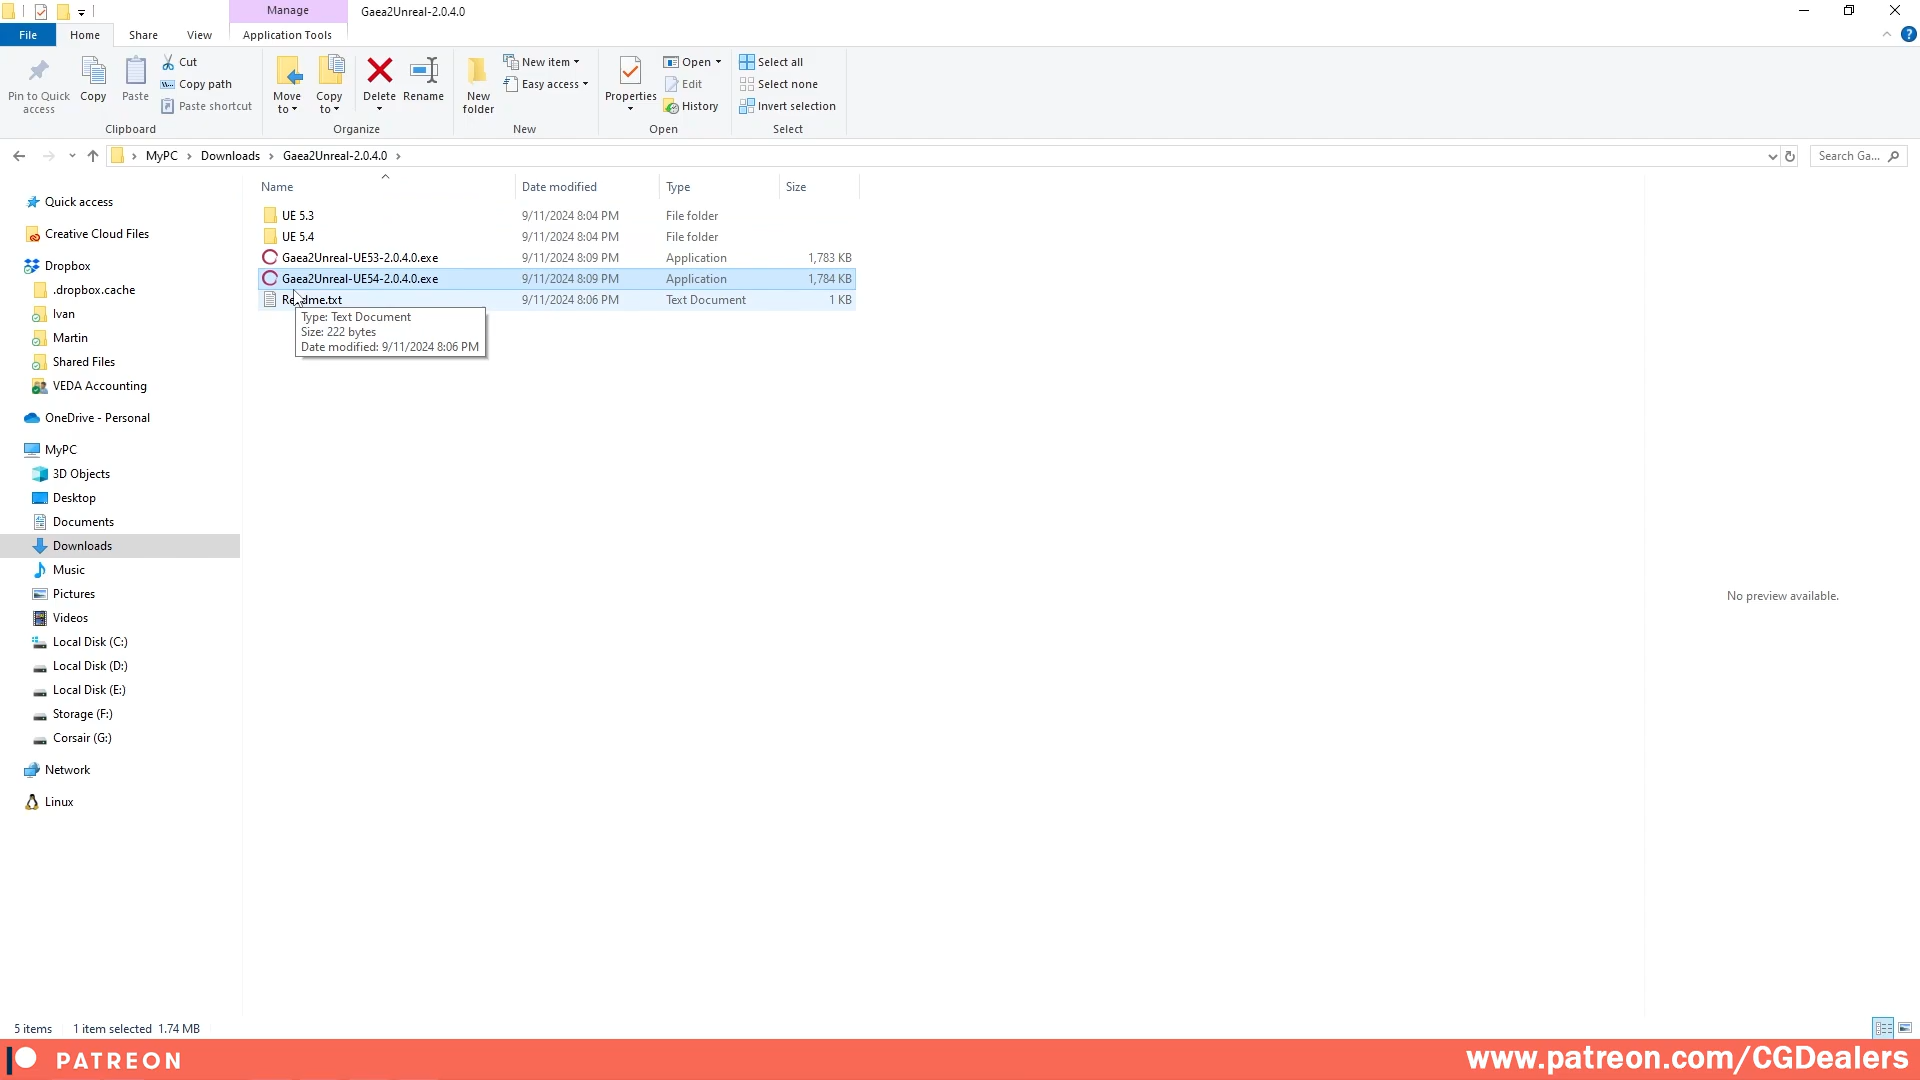 Manage
Gaea2Unreal-2.0.4.0
File
Home
Share
View
Application Tools
Pin to Quick access
Copy
Paste
Cut
Copy path
Paste shortcut
Clipboard
Move to
Copy to
Delete
Rename
Organize
New folder
New item
Easy access
New
Properties
Open
Edit
History
Open
Select all
Select none
Invert selection
Select
MyPC
Downloads
Gaea2Unreal-2.0.4.0
Search Ga...
Name
Date modified
Type
Size
UE 5.3 9/11/2024 8:04 PM File folder
UE 5.4 9/11/2024 8:04 PM File folder
Gaea2Unreal-UE53-2.0.4.0.exe 9/11/2024 8:09 PM Application 1,783 KB
Gaea2Unreal-UE54-2.0.4.0.exe 9/11/2024 8:09 PM Application 1,784 KB
Readme.txt 9/11/2024 8:06 PM Text Document 1 KB
Type: Text Document
Size: 222 bytes
Date modified: 9/11/2024 8:06 PM
Quick access
Creative Cloud Files
Dropbox
.dropbox.cache
Ivan
Martin
Shared Files
VEDA Accounting
OneDrive - Personal
MyPC
3D Objects
Desktop
Documents
Downloads
Music
Pictures
Videos
Local Disk (C:)
Local Disk (D:)
Local Disk (E:)
Storage (F:)
Corsair (G:)
Network
Linux
No preview available.
5 items
1 item selected 1.74 MB
PATREON
www.patreon.com/CGDealers